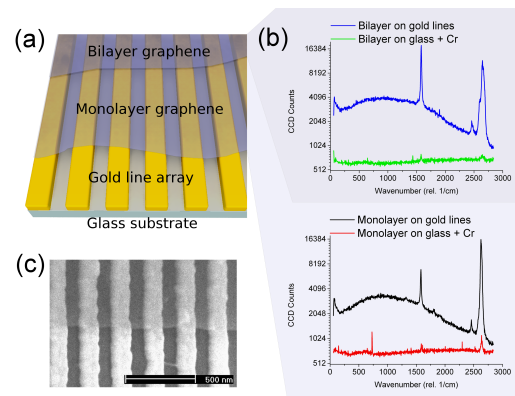 (a)
Bilayer graphene
Monolayer graphene
Gold line array
Glass substrate
(b)
Bilayer on gold lines
Bilayer on glass + Cr
CCD Counts
16384
8192
4096
2048
1024
512
0 500 1000 1500 2000 2500 3000
Wavenumber (rel. 1/cm)
Monolayer on gold lines
Monolayer on glass + Cr
CCD Counts
16384
8192
4096
2048
1024
512
0 500 1000 1500 2000 2500 3000
Wavenumber (rel. 1/cm)
(c)
500 nm